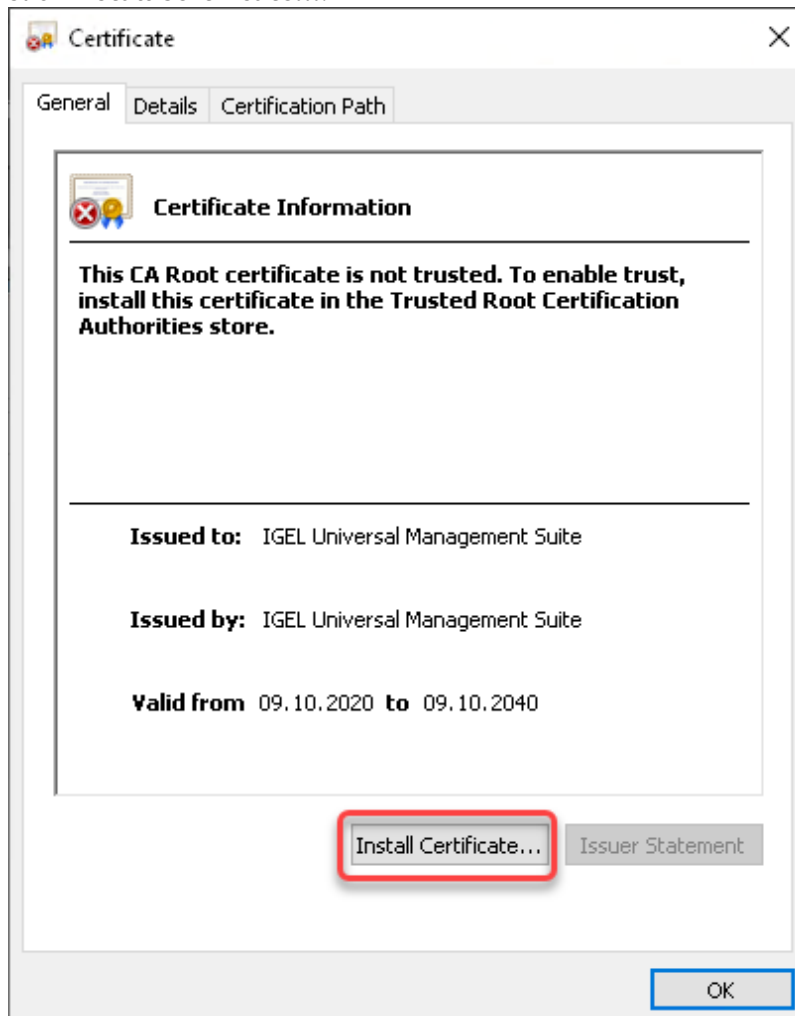 Certificate
General Details Certification Path
Certificate Information
This CA Root certificate is not trusted. To enable trust,
install this certificate in the Trusted Root Certification
Authorities store.
Issued to: IGEL Universal Management Suite
Issued by: IGEL Universal Management Suite
Valid from 09.10.2020 to 09.10.2040
Install Certificate... Issuer Statement
OK